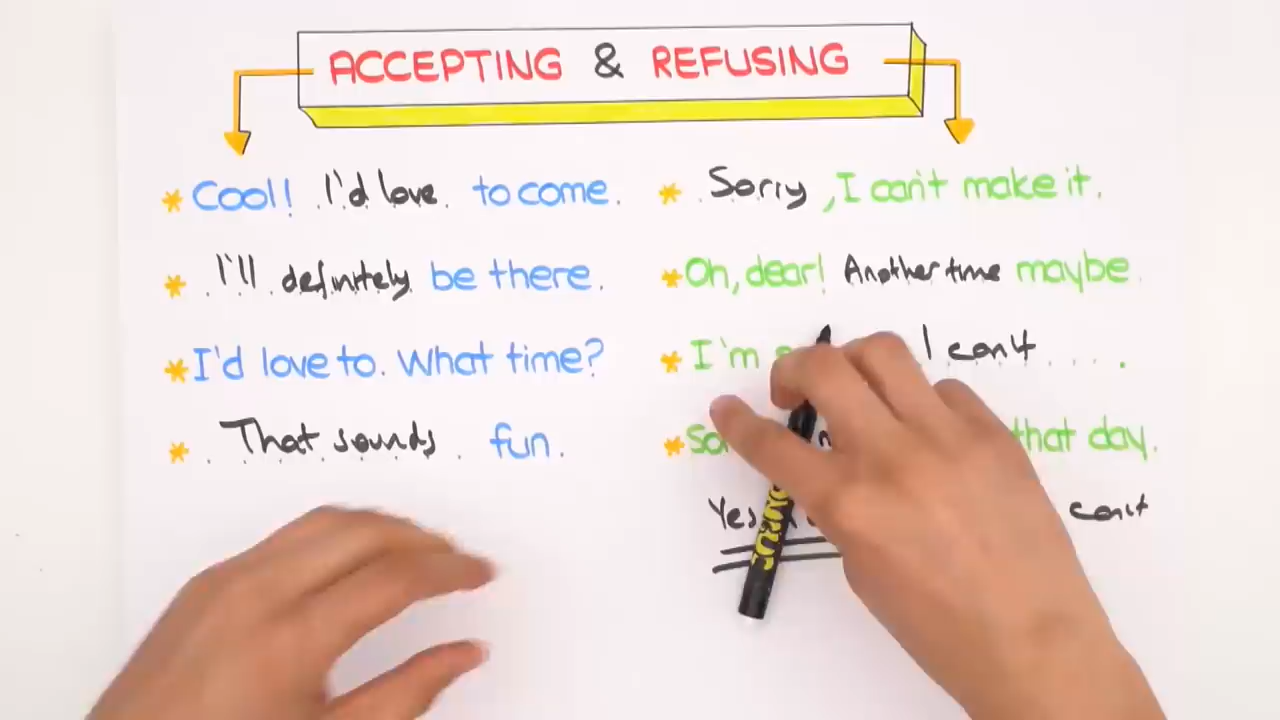 ACCEPTING & REFUSING
Cool! I'd love to come.
I'll definitely be there.
I'd love to. What time?
That sounds fun.
Sorry, I can't make it.
Oh, dear! Another time maybe
I'm I can't
that day.
Yes can't